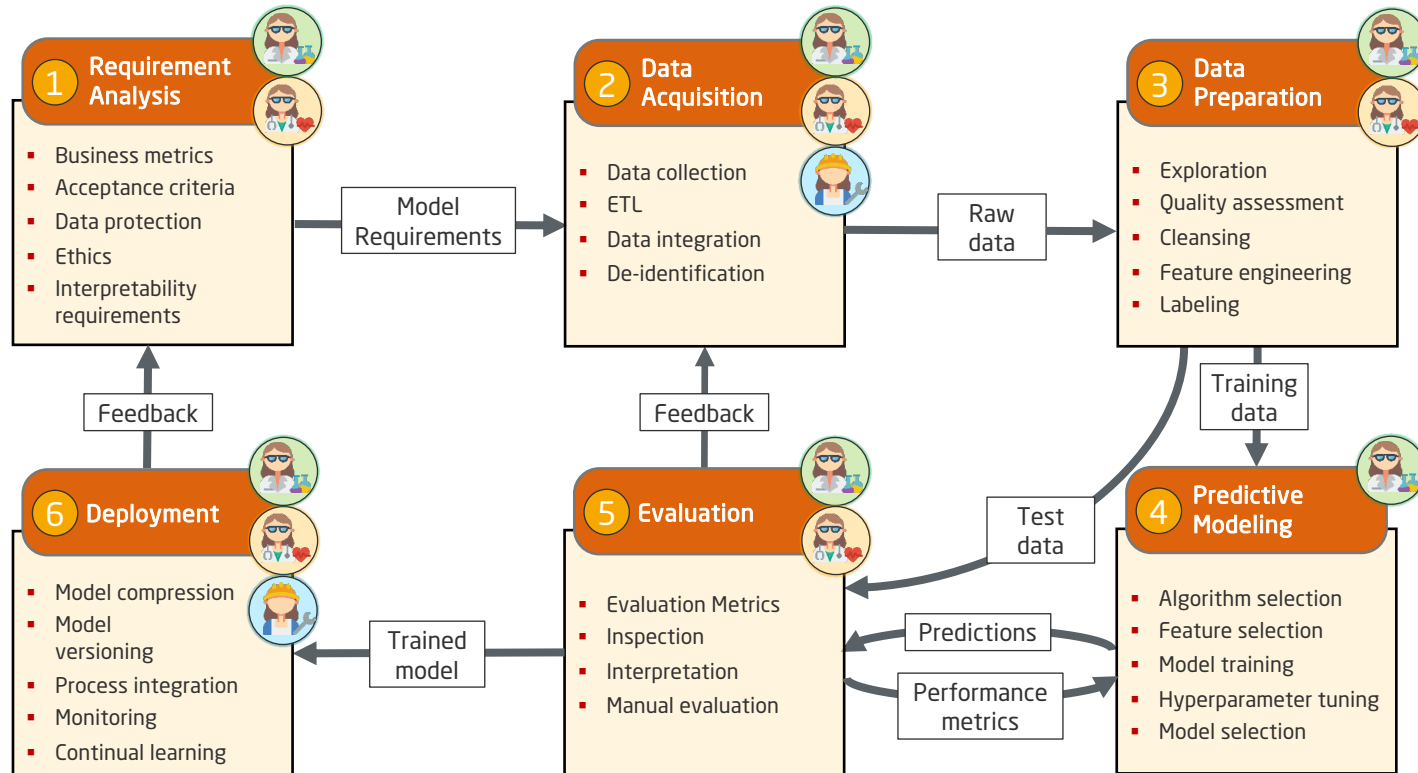 1
Requirement
Analysis
Business metrics
Acceptance criteria
Data protection
Ethics
Interpretability
requirements
Model
Requirements
2
Data
Acquisition
Data collection
ETL
Data integration
De-identification
Raw
data
3
Data
Preparation
Exploration
Quality assessment
Cleansing
Feature engineering
Labeling
Feedback
Feedback
Training
data
Test
data
4
Predictive
Modeling
Algorithm selection
Feature selection
Model training
Hyperparameter tuning
Model selection
Predictions
Performance
metrics
5
Evaluation
Evaluation Metrics
Inspection
Interpretation
Manual evaluation
Trained
model
6
Deployment
Model compression
Model
versioning
Process integration
Monitoring
Continual learning